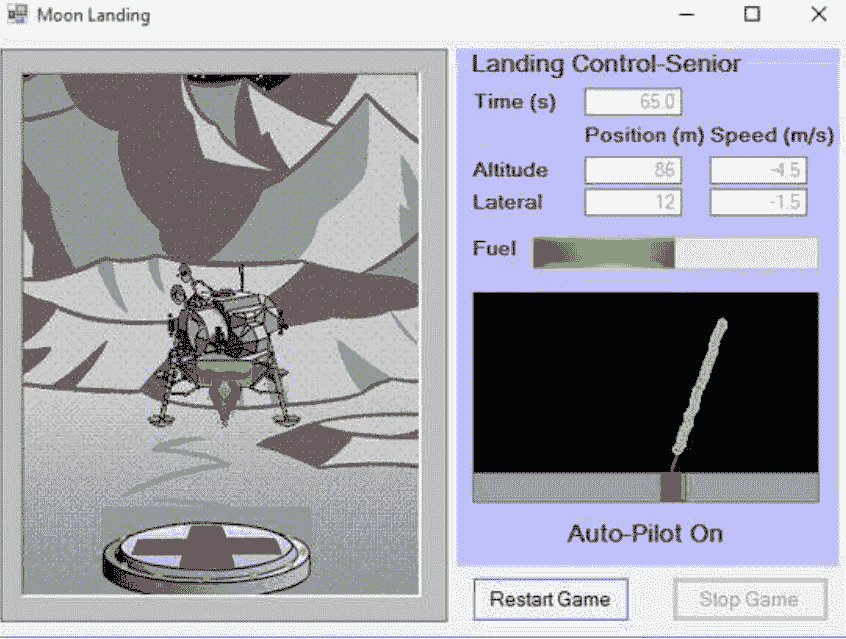 Moon Landing
Landing Control-Senior
Time (s) 65.0
Position (m) Speed (m/s)
Altitude 86 -4.5
Lateral 12 -1.5
Fuel
Auto-Pilot On
Restart Game Stop Game